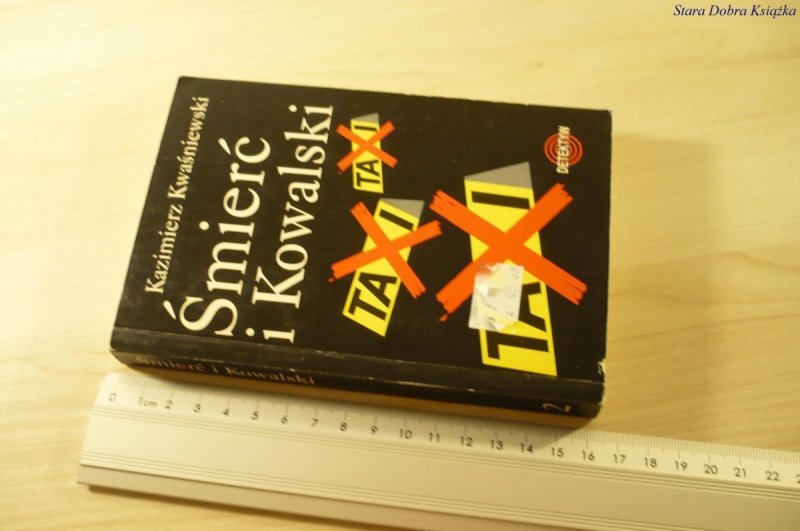 Stara Dobra Książka
Kazimierz Kwaśniewski
Śmierć
i Kowalski
TAXI
TAXI
TAXI
DETEKTYW
Śmierć i Kowalski
2
0 1cm 2 3 4 5 6 7 8 9 10 11 12 13 14 15 16 17 18 19 20 21 22